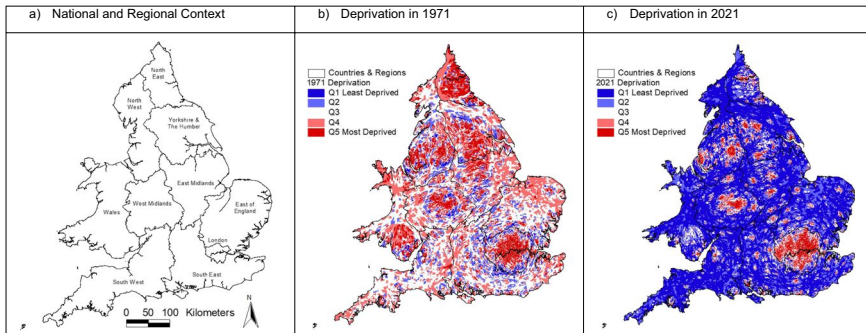 a) National and Regional Context
b) Deprivation in 1971
c) Deprivation in 2021
North
East
North
West
Yorkshire &
The Humber
East Midlands
West Midlands
Wales
East of
England
London
South East
South West
N
0 50 100 Kilometers
Countries & Regions
1971 Deprivation
Q1 Least Deprived
Q2
Q3
Q4
Q5 Most Deprived
Countries & Regions
2021 Deprivation
Q1 Least Deprived
Q2
Q3
Q4
Q5 Most Deprived